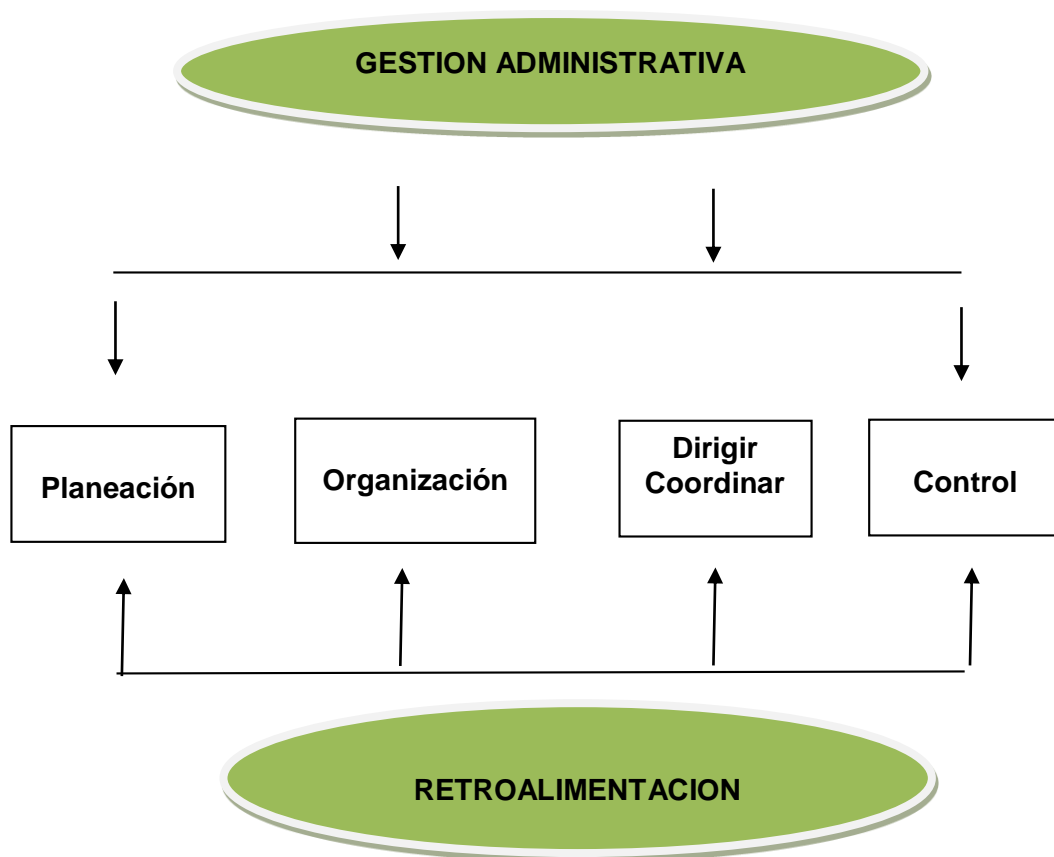 GESTION ADMINISTRATIVA
Planeación
Organización
Dirigir
Coordinar
Control
RETROALIMENTACION